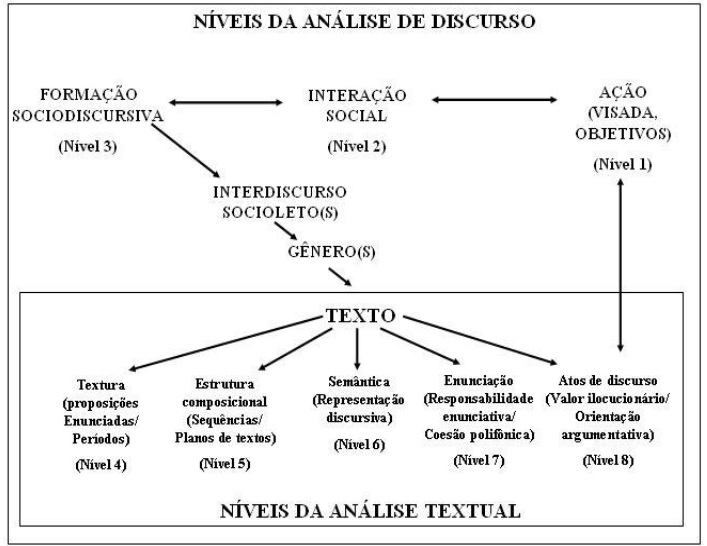 NÍVEIS DA ANÁLISE DE DISCURSO
FORMAÇÃO
SOCIODISCURSIVA
(Nível 3)
INTERAÇÃO
SOCIAL
(Nível 2)
AÇÃO
(VISADA,
OBJETIVOS)
(Nível 1)
INTERDISCURSO
SOCIOLETO(S)
GÊNERO(S)
TEXTO
Textura
(proposições
Enunciadas/
Períodos)
(Nível 4)
Estrutura
composicional
(Sequências/
Planos de textos)
(Nível 5)
Semântica
(Representação
discursiva)
(Nível 6)
Enunciação
(Responsabilidade
enunciativa/
Coesão polifônica)
(Nível 7)
Atos de discurso
(Valor ilocucionário/
Orientação
argumentativa)
(Nível 8)
NÍVEIS DA ANÁLISE TEXTUAL